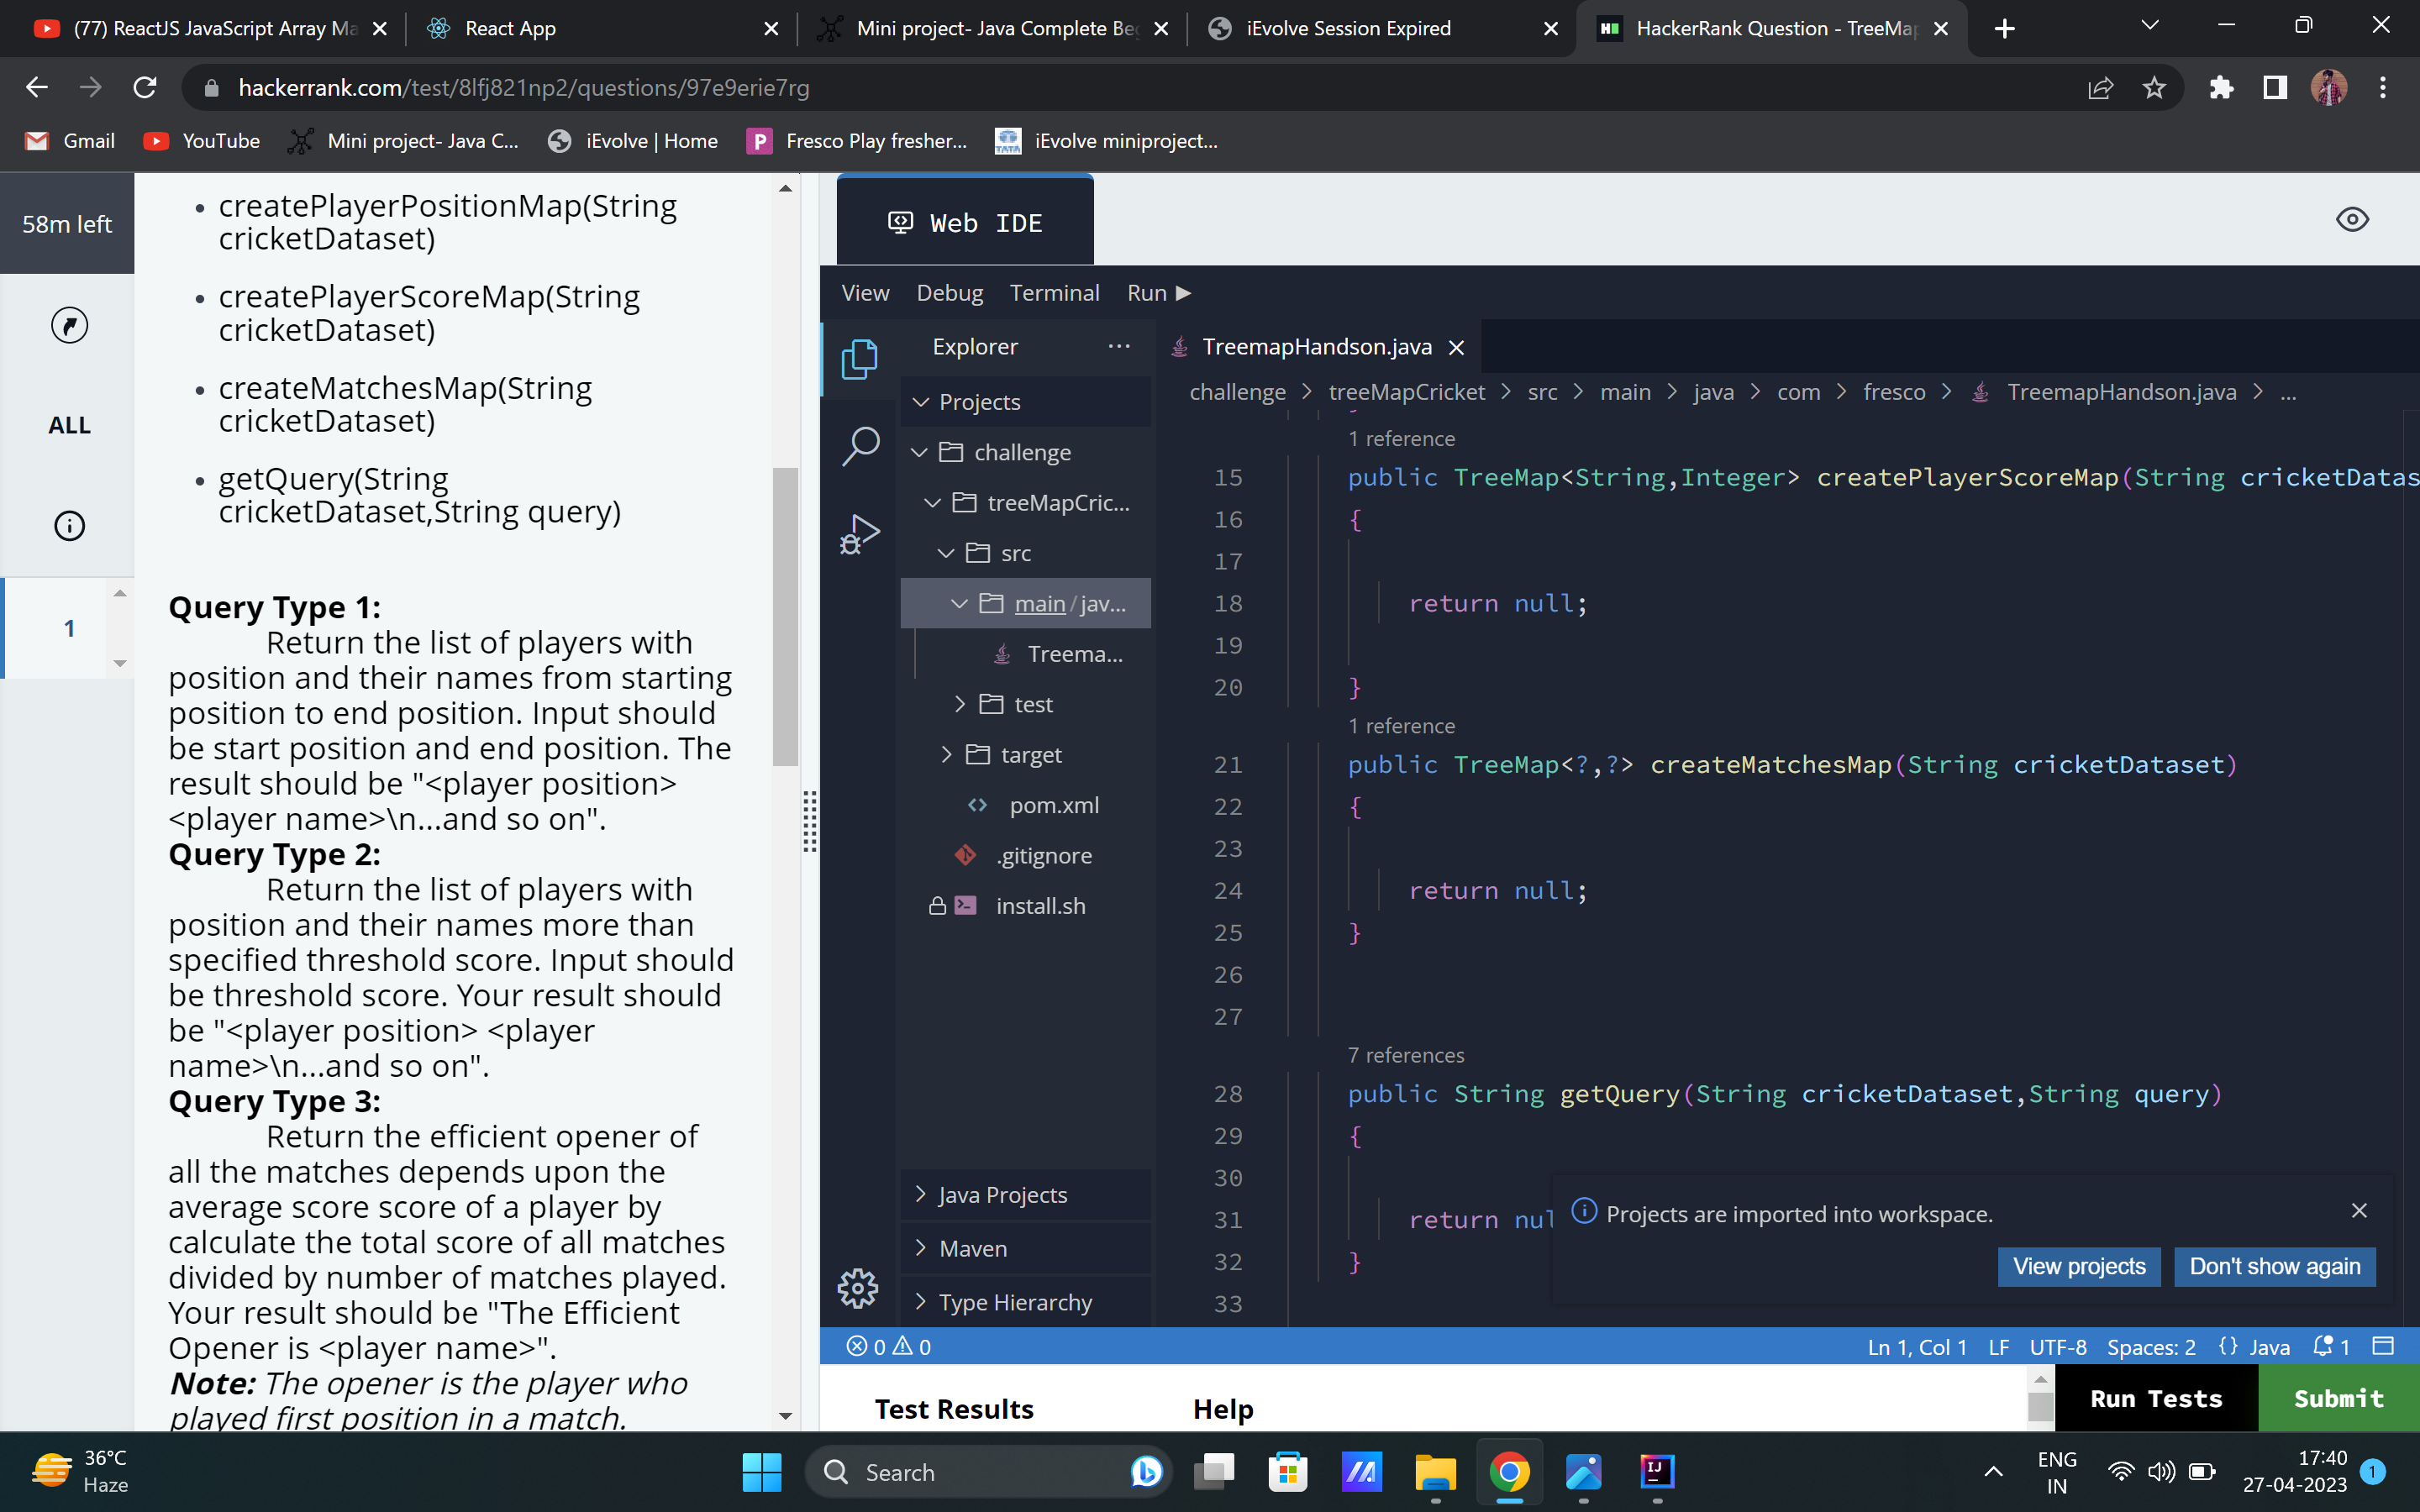 (77) ReactJS JavaScript Array Ma
React App
Mini project- Java Complete Be
iEvolve Session Expired
HackerRank Question - TreeMap
hackerrank.com/test/8lfj821np2/questions/97e9erie7rg
Gmail
YouTube
Mini project- Java C...
iEvolve | Home
Fresco Play fresher...
iEvolve miniproject...
58m left
ALL
1
• createPlayerPositionMap(String
cricketDataset)
• createPlayerScoreMap(String
cricketDataset)
• createMatchesMap(String
cricketDataset)
• getQuery(String
cricketDataset,String query)
Query Type 1:
Return the list of players with
position and their names from starting
position to end position. Input should
be start position and end position. The
result should be "<player position>
<player name>\n...and so on".
Query Type 2:
Return the list of players with
position and their names more than
specified threshold score. Input should
be threshold score. Your result should
be "<player position> <player
name>\n...and so on".
Query Type 3:
Return the efficient opener of
all the matches depends upon the
average score score of a player by
calculate the total score of all matches
divided by number of matches played.
Your result should be "The Efficient
Opener is <player name>".
Note: The opener is the player who
played first position in a match.
Web IDE
View Debug Terminal Run
Explorer ...
Projects
challenge
treeMapCric...
src
main / jav...
Treema...
test
target
pom.xml
.gitignore
install.sh
Java Projects
Maven
Type Hierarchy
TreemapHandson.java
challenge > treeMapCricket > src > main > java > com > fresco > TreemapHandson.java > ...
1 reference
15 public TreeMap<String,Integer> createPlayerScoreMap(String cricketDatas
16 {
17
18 return null;
19
20 }
1 reference
21 public TreeMap<?,?> createMatchesMap(String cricketDataset)
22 {
23
24 return null;
25 }
26
27
7 references
28 public String getQuery(String cricketDataset,String query)
29 {
30
31 return nul
32 }
33
Projects are imported into workspace.
View projects
Don't show again
0 0
Ln 1, Col 1 LF UTF-8 Spaces: 2 {} Java 1
Test Results
Help
Run Tests
Submit
36°C
Haze
Search
ENG
IN
17:40
27-04-2023
1